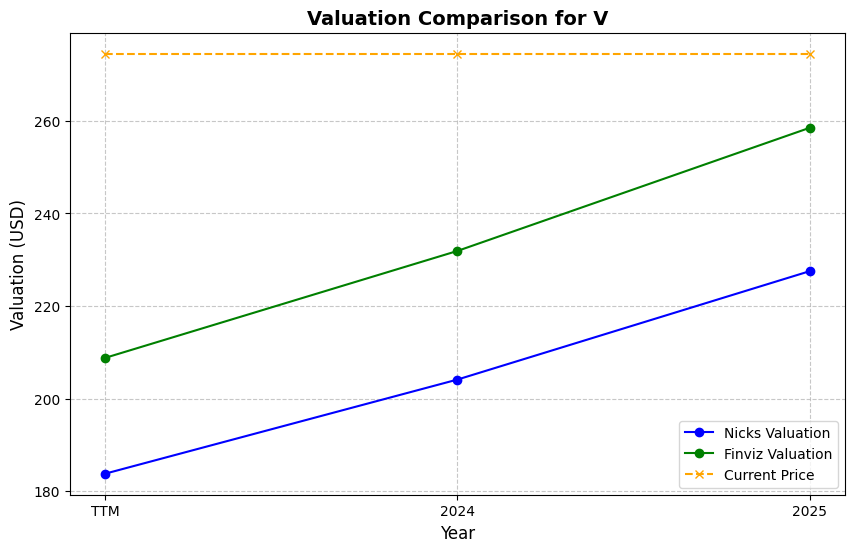 Valuation Comparison for V
Valuation (USD)
260
240
220
200
180
TTM
2024
2025
Year
Nicks Valuation
Finviz Valuation
Current Price